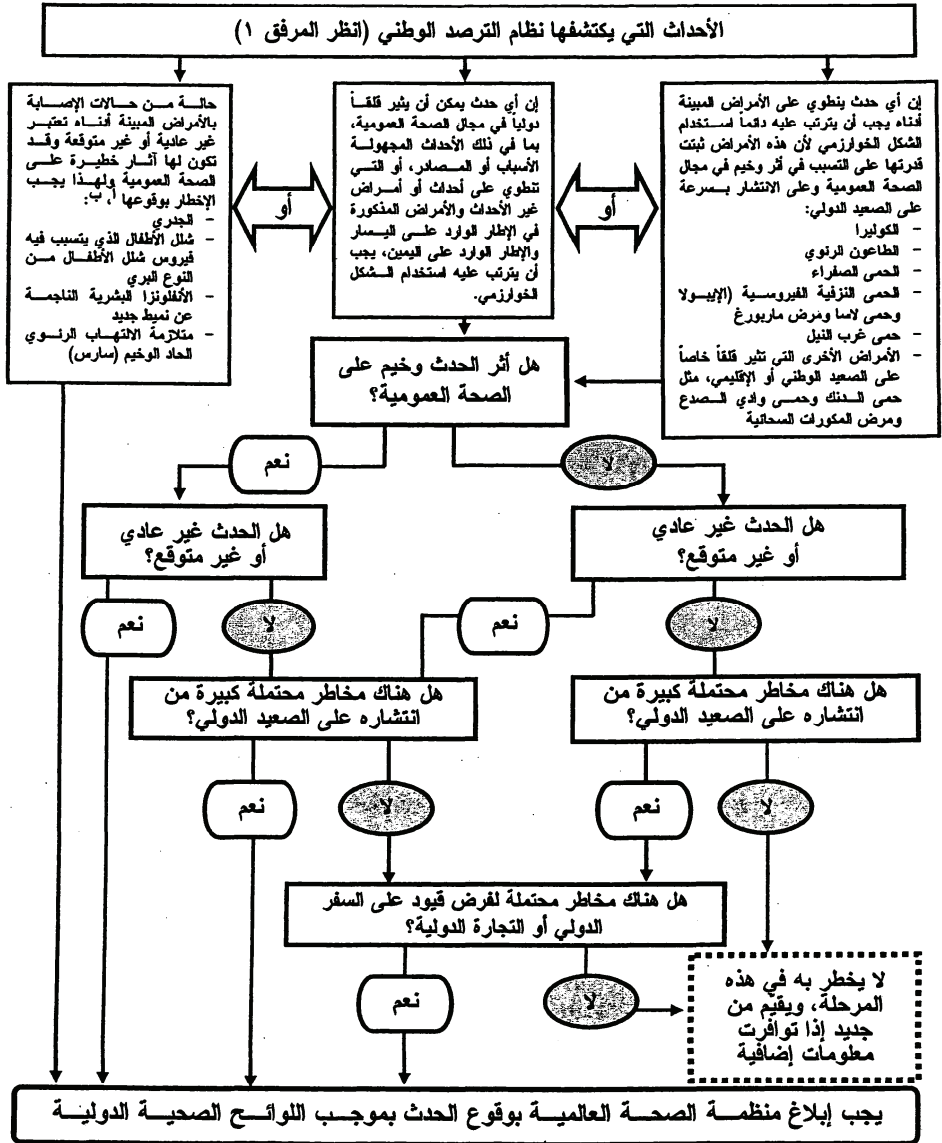 الأحداث التي يكتشفها نظام الترصد الوطني (انظر المرفق ١)
إن أي حدث ينطوي على الأمراض المبينة
أدناه يجب أن يترتب عليه دائماً استخدام
الشكل الخوارزمي لأن هذه الأمراض ثبتت
قدرتها على التسبب في أثر وخيم في مجال
الصحة العمومية وعلى الانتشار بسرعة
على الصعيد الدولي:
- الكوليرا
- الطاعون الرئوي
- الحمى الصفراء
- الحمى النزفية الفيروسية (الإيبولا
وحمى لاسا ومرض ماربورغ
- حمى غرب النيل
- الأمراض الأخرى التي تثير قلقاً خاصاً
على الصعيد الوطني أو الإقليمي، مثل
حمى الدنك وحمى وادي الصدع
ومرض المكورات السحائية
أو
إن أي حدث يمكن أن يثير قلقاً
دولياً في مجال الصحة العمومية،
بما في ذلك الأحداث المجهولة
الأسباب أو المصادر، أو التي
تنطوي على أحداث أو أمراض
غير الأحداث والأمراض المذكورة
في الإطار الوارد على اليسار
والإطار الوارد على اليمين، يجب
أن يترتب عليه استخدام الشكل
الخوارزمي.
أو
حالة من حالات الإصابة
بالأمراض المبينة أدناه تعتبر
غير عادية أو غير متوقعة وقد
تكون لها آثار خطيرة على
الصحة العمومية ولهذا يجب
الإخطار بوقوعها أ، ب:
- الجدري
- شلل الأطفال الذي يتسبب فيه
فيروس شلل الأطفال من
النوع البري
- الأنفلونزا البشرية الناجمة
عن نميط جديد
- متلازمة الالتهاب الرئوي
الحاد الوخيم (سارس)
هل أثر الحدث وخيم على
الصحة العمومية؟
لا
نعم
هل الحدث غير عادي
أو غير متوقع؟
هل الحدث غير عادي
أو غير متوقع؟
لا
نعم
لا
نعم
هل هناك مخاطر محتملة كبيرة من
انتشاره على الصعيد الدولي؟
هل هناك مخاطر محتملة كبيرة من
انتشاره على الصعيد الدولي؟
لا
نعم
لا
نعم
هل هناك مخاطر محتملة لفرض قيود على السفر
الدولي أو التجارة الدولية؟
لا
نعم
لا يخطر به في هذه
المرحلة، ويقيّم من
جديد إذا توافرت
معلومات إضافية
يجب إبلاغ منظمة الصحة العالمية بوقوع الحدث بموجب اللوائح الصحية الدولية